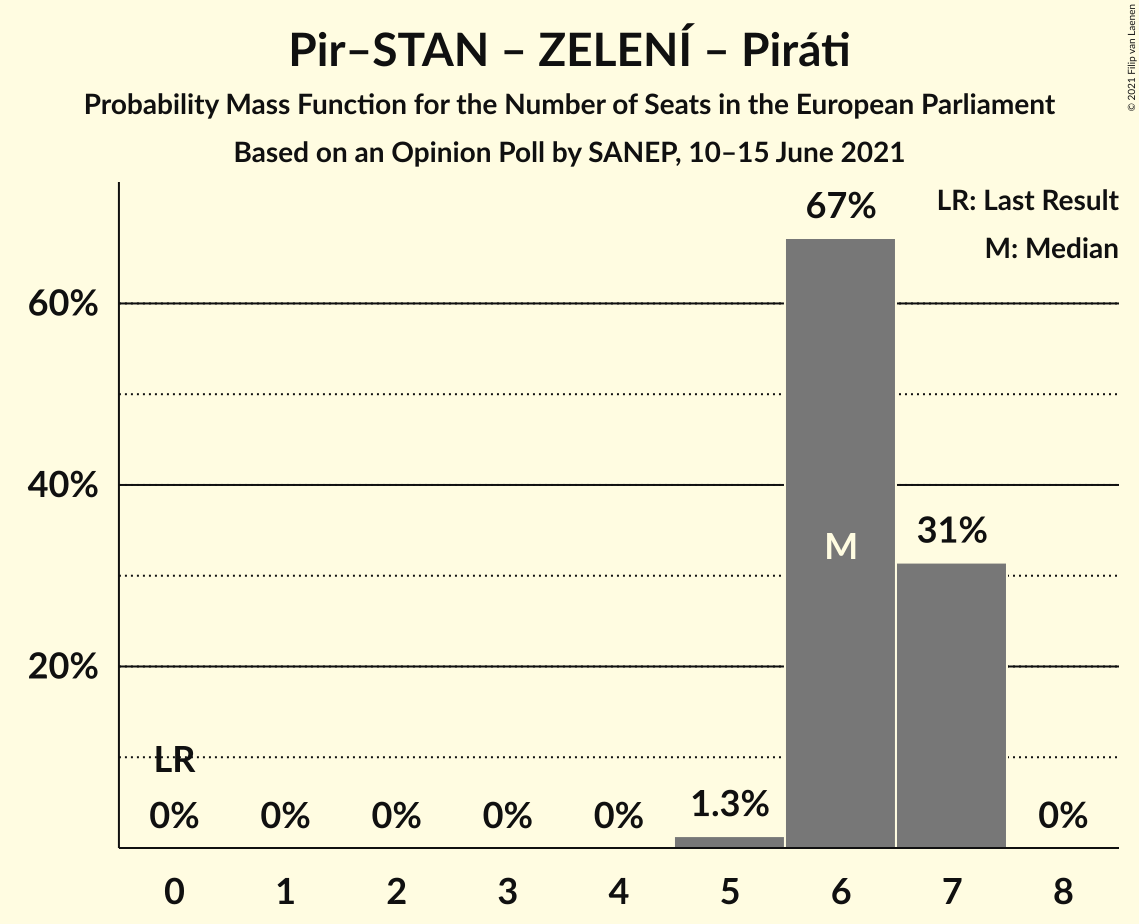 Pir–STAN – ZELENÍ – Piráti
Probability Mass Function for the Number of Seats in the European Parliament
Based on an Opinion Poll by SANEP, 10–15 June 2021
© 2021 Filip van Laenen
LR: Last Result
M: Median
67%
60%
40%
31%
M
20%
LR
0% 0% 0% 0% 0% 1.3% 0%
0 1 2 3 4 5 6 7 8